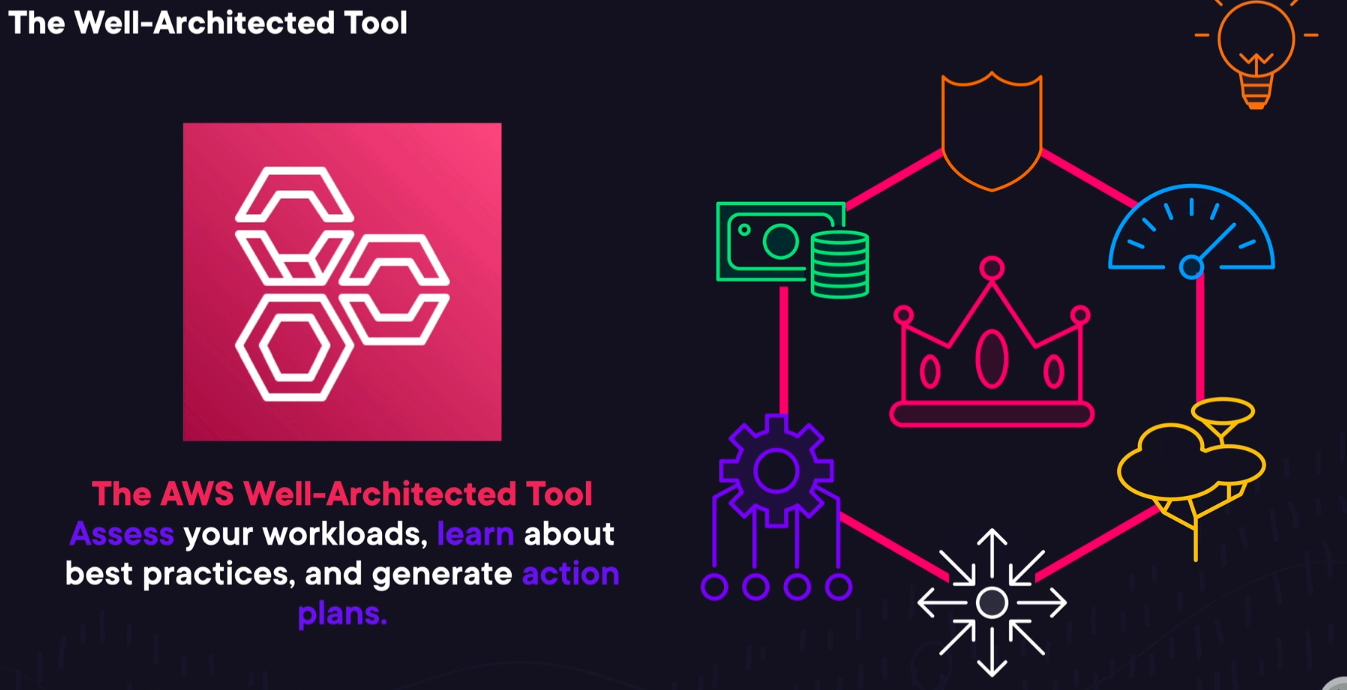 The Well-Architected Tool
The AWS Well-Architected Tool
Assess your workloads, learn about
best practices, and generate action
plans.